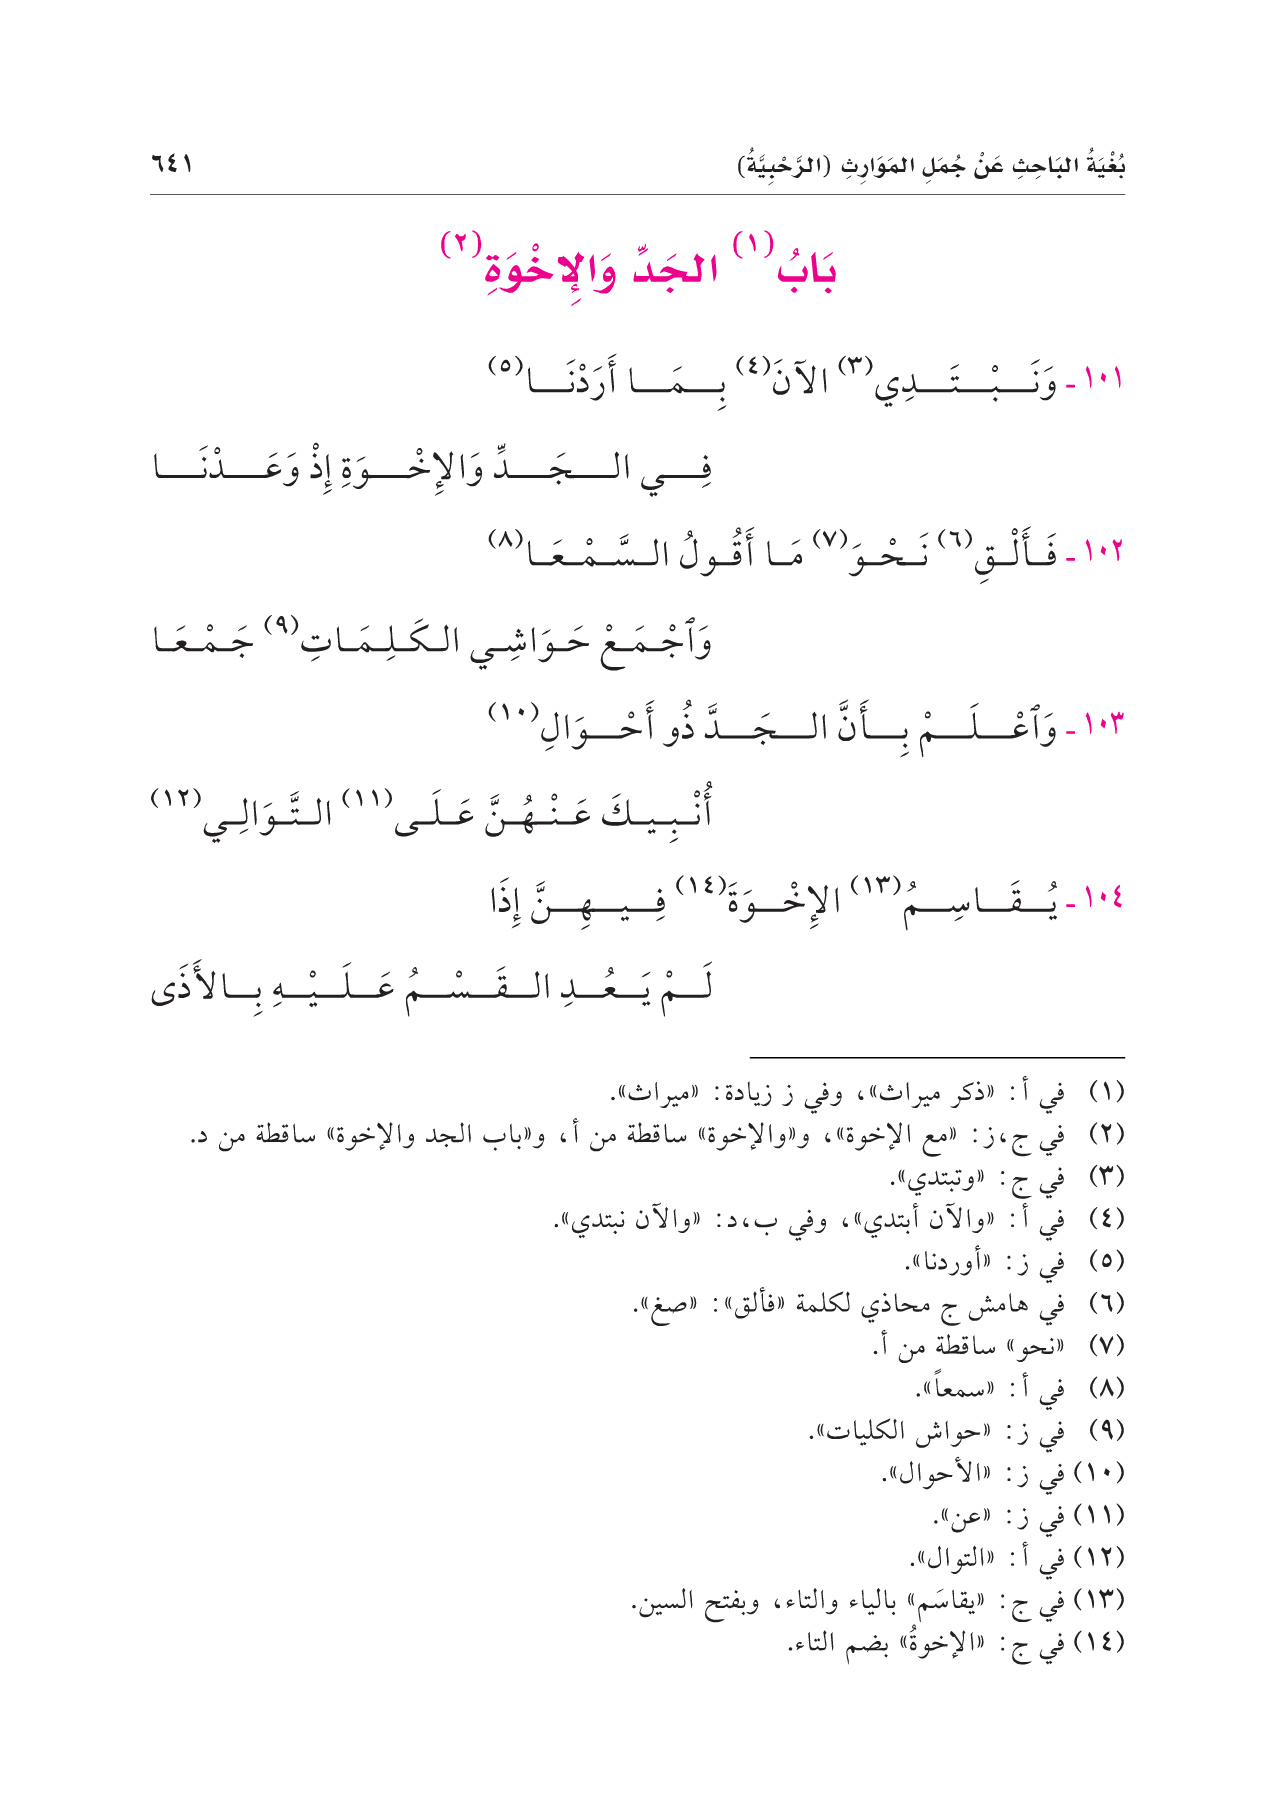 بُغْيَةُ البَاحِثِ عَنْ جُمَلِ المَوَارِثِ (الرَّحْبِيَّةُ) ٦٤١
بَابُ(١) الجَدِّ وَالإِخْوَةِ(٢)
١٠١- وَنَبْتَدِي(٣) الآنَ(٤) بِمَا أَرَدْنَا(٥)
فِي الجَدِّ وَالإِخْوَةِ إِذْ وَعَدْنَا
١٠٢- فَأَلْقِ(٦) نَحْوَ(٧) مَا أَقُولُ السَّمْعَا(٨)
وَٱجْمَعْ حَوَاشِي الكَلِمَاتِ(٩) جَمْعَا
١٠٣- وَٱعْلَمْ بِأَنَّ الجَدَّ ذُو أَحْوَالِ(١٠)
أُنْبِيكَ عَنْهُنَّ عَلَى(١١) التَّوَالِي(١٢)
١٠٤- يُقَاسِمُ(١٣) الإِخْوَةَ(١٤) فِيهِنَّ إِذَا
لَمْ يَعُدِ القَسْمُ عَلَيْهِ بِالأَذَى
(١) في أ: «ذكر ميراث»، وفي ز زيادة: «ميراث».
(٢) في ج،ز: «مع الإخوة»، و«والإخوة» ساقطة من أ، و«باب الجد والإخوة» ساقطة من د.
(٣) في ج: «وتبتدي».
(٤) في أ: «والآن أبتدي»، وفي ب،د: «والآن نبتدي».
(٥) في ز: «أوردنا».
(٦) في هامش ج محاذي لكلمة «فألق»: «صغ».
(٧) «نحو» ساقطة من أ.
(٨) في أ: «سمعاً».
(٩) في ز: «حواش الكليات».
(١٠) في ز: «الأحوال».
(١١) في ز: «عن».
(١٢) في أ: «التوال».
(١٣) في ج: «يقاسَم» بالياء والتاء، وبفتح السين.
(١٤) في ج: «الإخوةُ» بضم التاء.